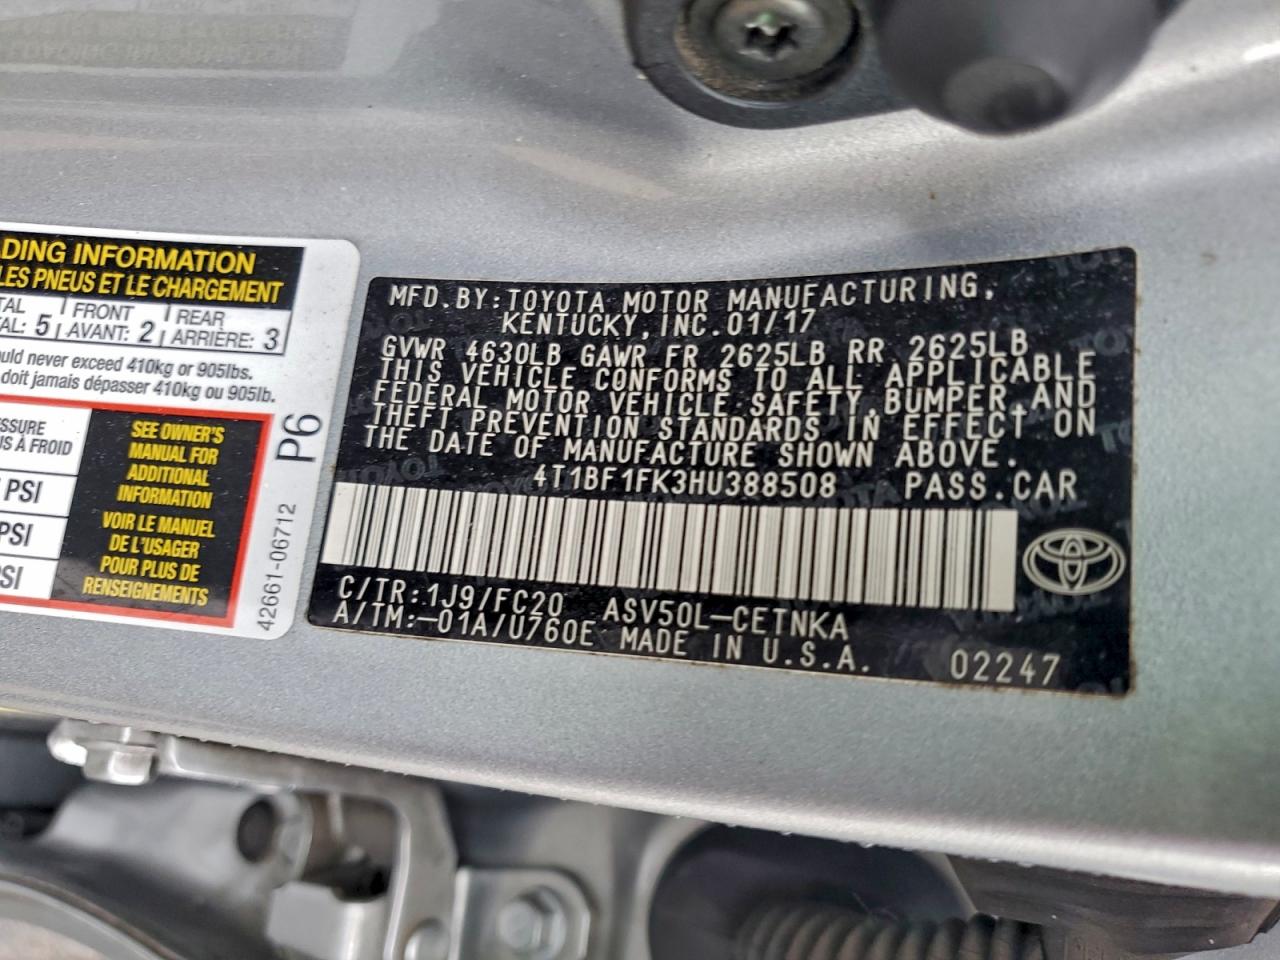 DING INFORMATION
LES PNEUS ET LE CHARGEMENT
TAL | FRONT | REAR
AL: 5 | AVANT: 2 | ARRIÈRE: 3
uld never exceed 410kg or 905lbs.
doit jamais dépasser 410kg ou 905lb.
SSURE
S À FROID
PSI
PSI
SI
SEE OWNER'S
MANUAL FOR
ADDITIONAL
INFORMATION
VOIR LE MANUEL
DE L'USAGER
POUR PLUS DE
RENSEIGNEMENTS
P6
42661-06712
MFD.BY:TOYOTA MOTOR MANUFACTURING,
KENTUCKY,INC.01/17
GVWR 4630LB GAWR FR 2625LB RR 2625LB
THIS VEHICLE CONFORMS TO ALL APPLICABLE
FEDERAL MOTOR VEHICLE SAFETY,BUMPER,AND
THEFT PREVENTION STANDARDS IN EFFECT ON
THE DATE OF MANUFACTURE SHOWN ABOVE.
4T1BF1FK3HU388508 PASS.CAR
C/TR:1J9/FC20 ASV50L-CETNKA
A/TM:-01A/U760E MADE IN U.S.A.
02247